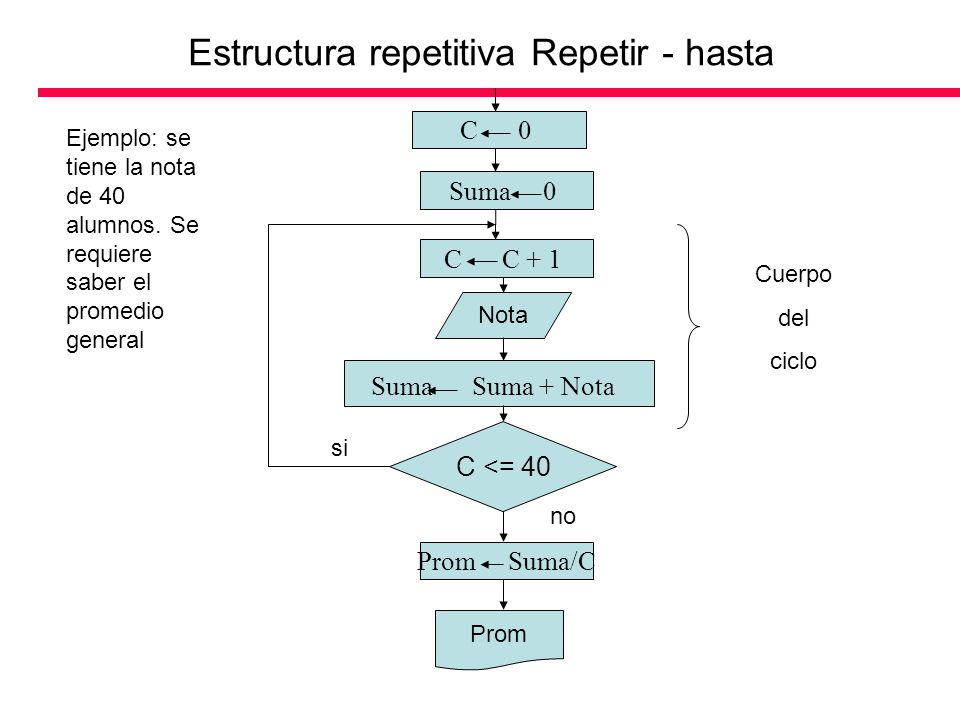 Estructura repetitiva Repetir - hasta
Ejemplo: se
tiene la nota
de 40
alumnos. Se
requiere
saber el
promedio
general
C ← 0
Suma ← 0
C ← C + 1
Nota
Suma ← Suma + Nota
C <= 40
si
no
Prom ← Suma/C
Prom
Cuerpo
del
ciclo